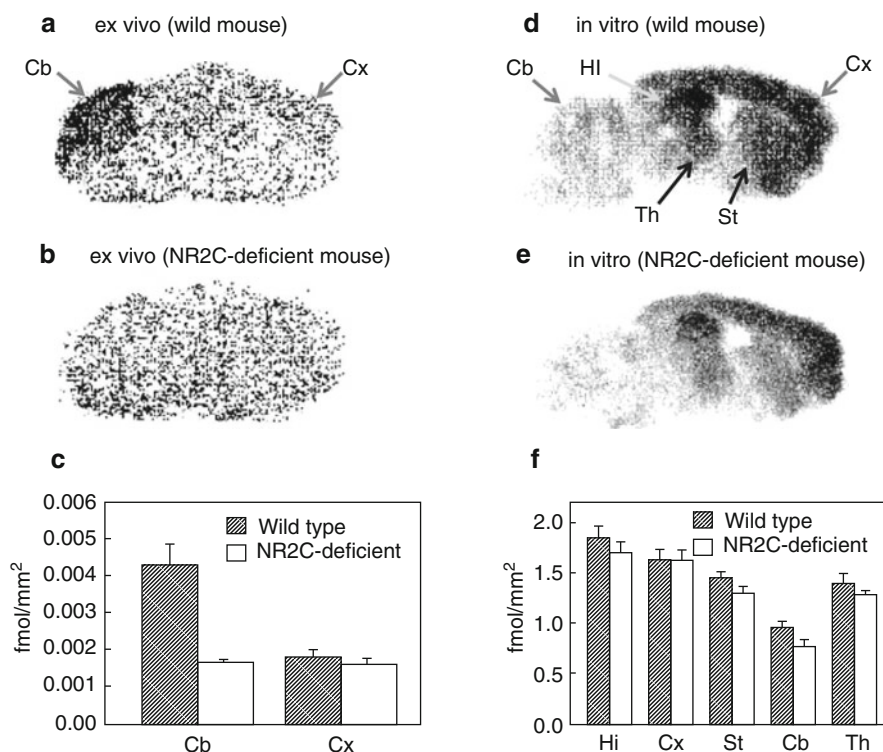 a ex vivo (wild mouse)
Cb
Cx
b ex vivo (NR2C-deficient mouse)
c
0.006
0.005
0.004
0.003
0.002
0.001
0.00
fmol/mm²
Wild type
NR2C-deficient
Cb Cx
d in vitro (wild mouse)
Cb
HI
Cx
Th
St
e in vitro (NR2C-deficient mouse)
f
2.0
1.5
1.0
0.5
0.0
fmol/mm²
Wild type
NR2C-deficient
Hi Cx St Cb Th